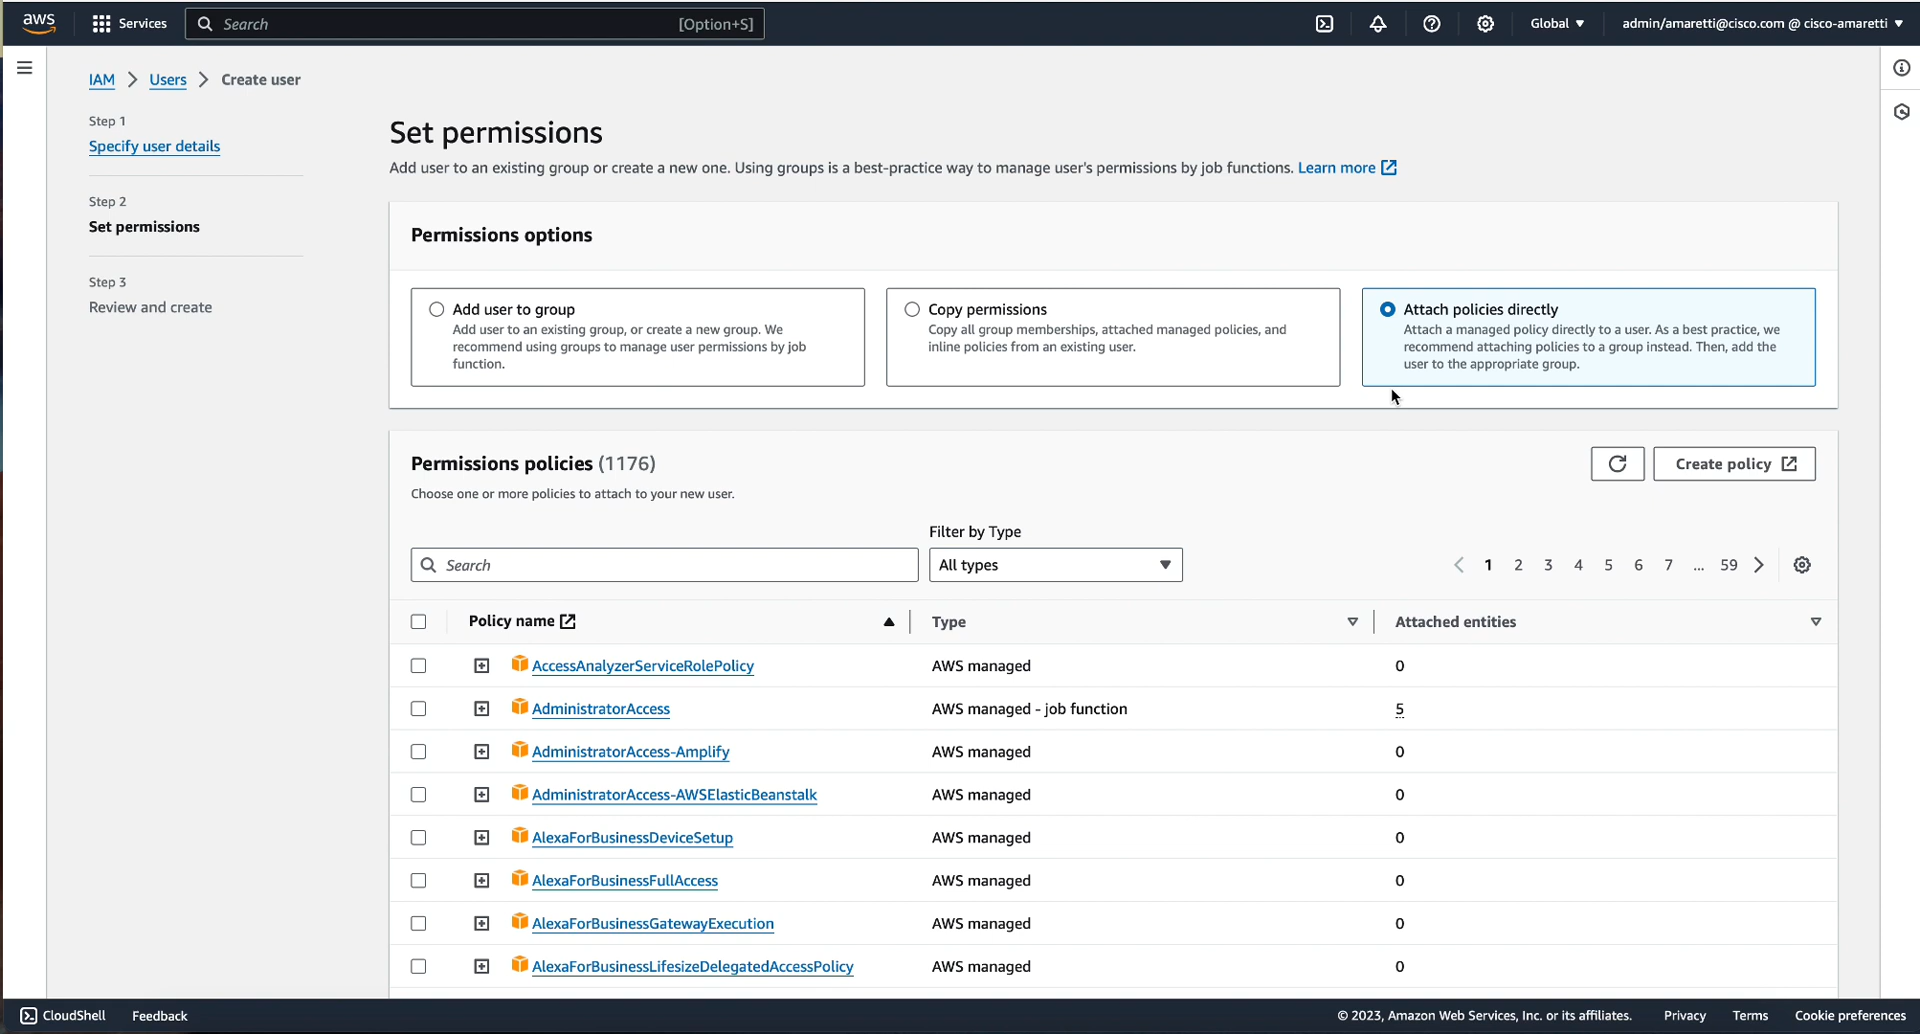 aws
Services
Search
[Option+S]
Global
admin/amaretti@cisco.com @ cisco-amaretti
IAM
Users
Create user
Step 1
Specify user details
Step 2
Set permissions
Step 3
Review and create
Set permissions
Add user to an existing group or create a new one. Using groups is a best-practice way to manage user's permissions by job functions. Learn more
Permissions options
Add user to group
Add user to an existing group, or create a new group. We
recommend using groups to manage user permissions by job
function.
Copy permissions
Copy all group memberships, attached managed policies, and
inline policies from an existing user.
Attach policies directly
Attach a managed policy directly to a user. As a best practice, we
recommend attaching policies to a group instead. Then, add the
user to the appropriate group.
Permissions policies (1176)
Choose one or more policies to attach to your new user.
Create policy
Filter by Type
Search
All types
1 2 3 4 5 6 7 ... 59
Policy name Type Attached entities
AccessAnalyzerServiceRolePolicy AWS managed 0
AdministratorAccess AWS managed - job function 5
AdministratorAccess-Amplify AWS managed 0
AdministratorAccess-AWSElasticBeanstalk AWS managed 0
AlexaForBusinessDeviceSetup AWS managed 0
AlexaForBusinessFullAccess AWS managed 0
AlexaForBusinessGatewayExecution AWS managed 0
AlexaForBusinessLifesizeDelegatedAccessPolicy AWS managed 0
CloudShell
Feedback
© 2023, Amazon Web Services, Inc. or its affiliates.
Privacy
Terms
Cookie preferences